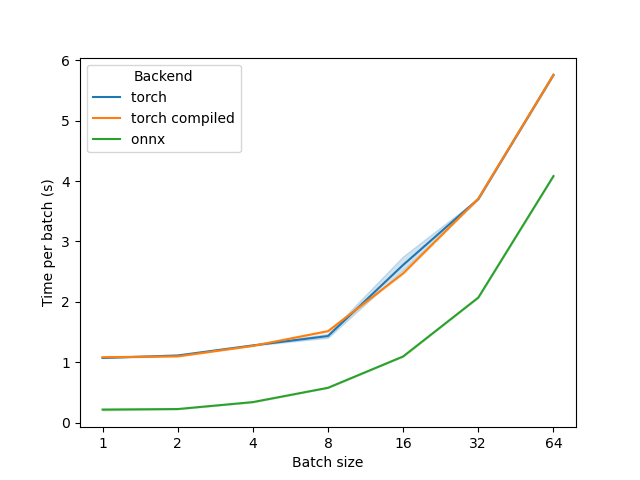 Backend
torch
torch compiled
onnx
6
5
4
3
2
1
0
Time per batch (s)
1 2 4 8 16 32 64
Batch size